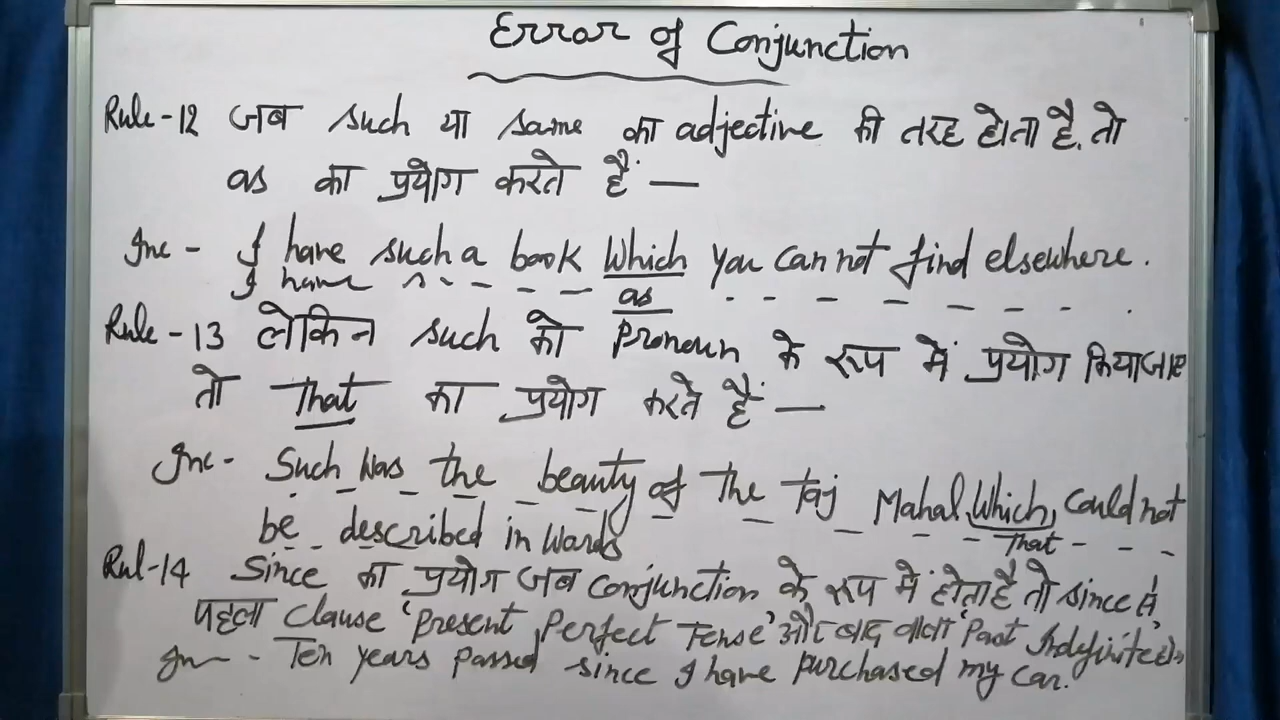 Error of Conjunction
Rule-12 जब such या same का adjective की तरह होता है, तो
as का प्रयोग करते हैं —
Inc - I have such a book which you can not find elsewhere.
I have s - - - - - as - - - - - - - .
Rule-13 लेकिन such को Pronoun के रूप में प्रयोग किया जाए
तो That का प्रयोग करते हैं —
Inc- Such was the beauty of the Taj Mahal which could not
be described in words
That
Rul-14 Since का प्रयोग जब conjunction के रूप में होता है तो since से
पहला Clause 'Present Perfect Tense' और बाद वाला 'Past Indefinite'
Ten years passed since I have purchased my car.